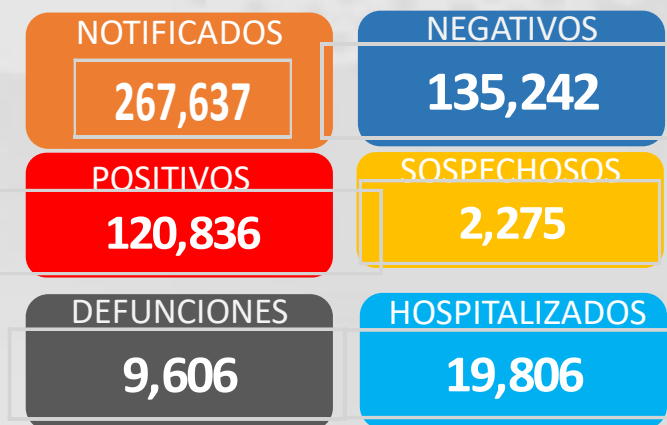 NOTIFICADOS
267,637
NEGATIVOS
135,242
POSITIVOS
120,836
SOSPECHOSOS
2,275
DEFUNCIONES
9,606
HOSPITALIZADOS
19,806